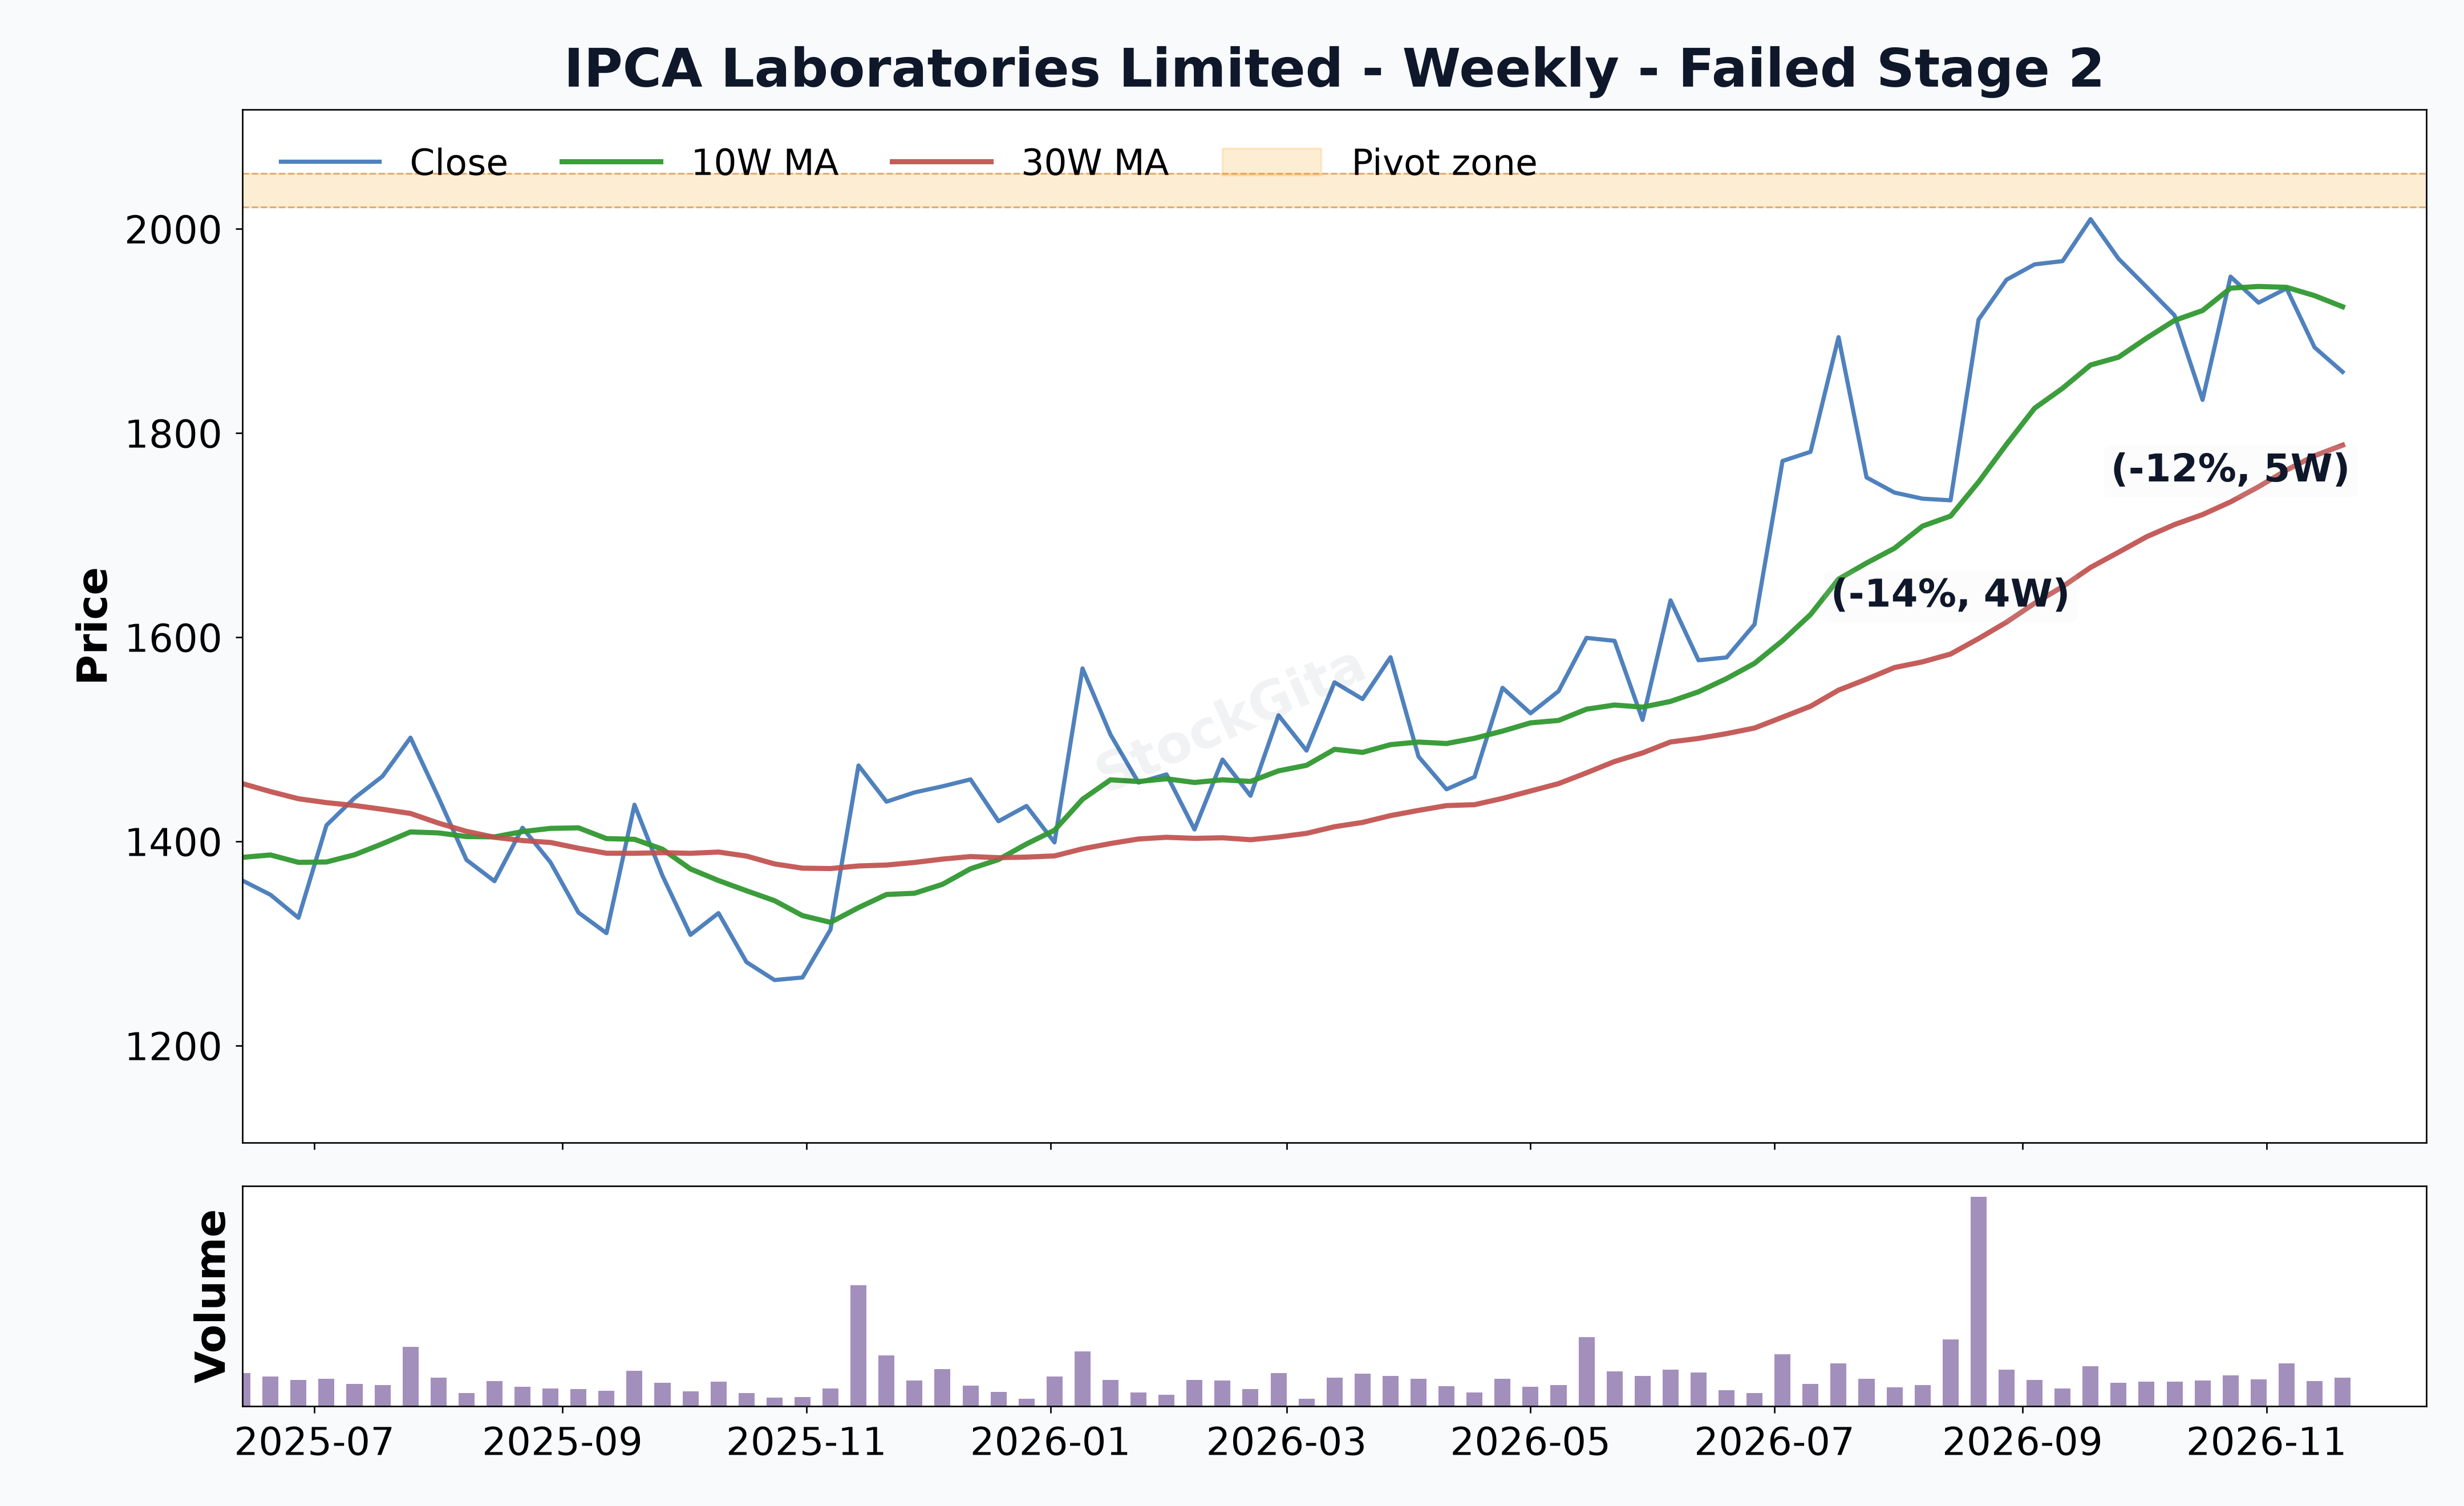 IPCA Laboratories Limited - Weekly - Failed Stage 2
Close 10W MA 30W MA Pivot zone
2000
1800
(-12%, 5W)
(-14%, 4W)
1600
StockGita
1400
1200
Price
Volume
2025-07 2025-09 2025-11 2026-01 2026-03 2026-05 2026-07 2026-09 2026-11